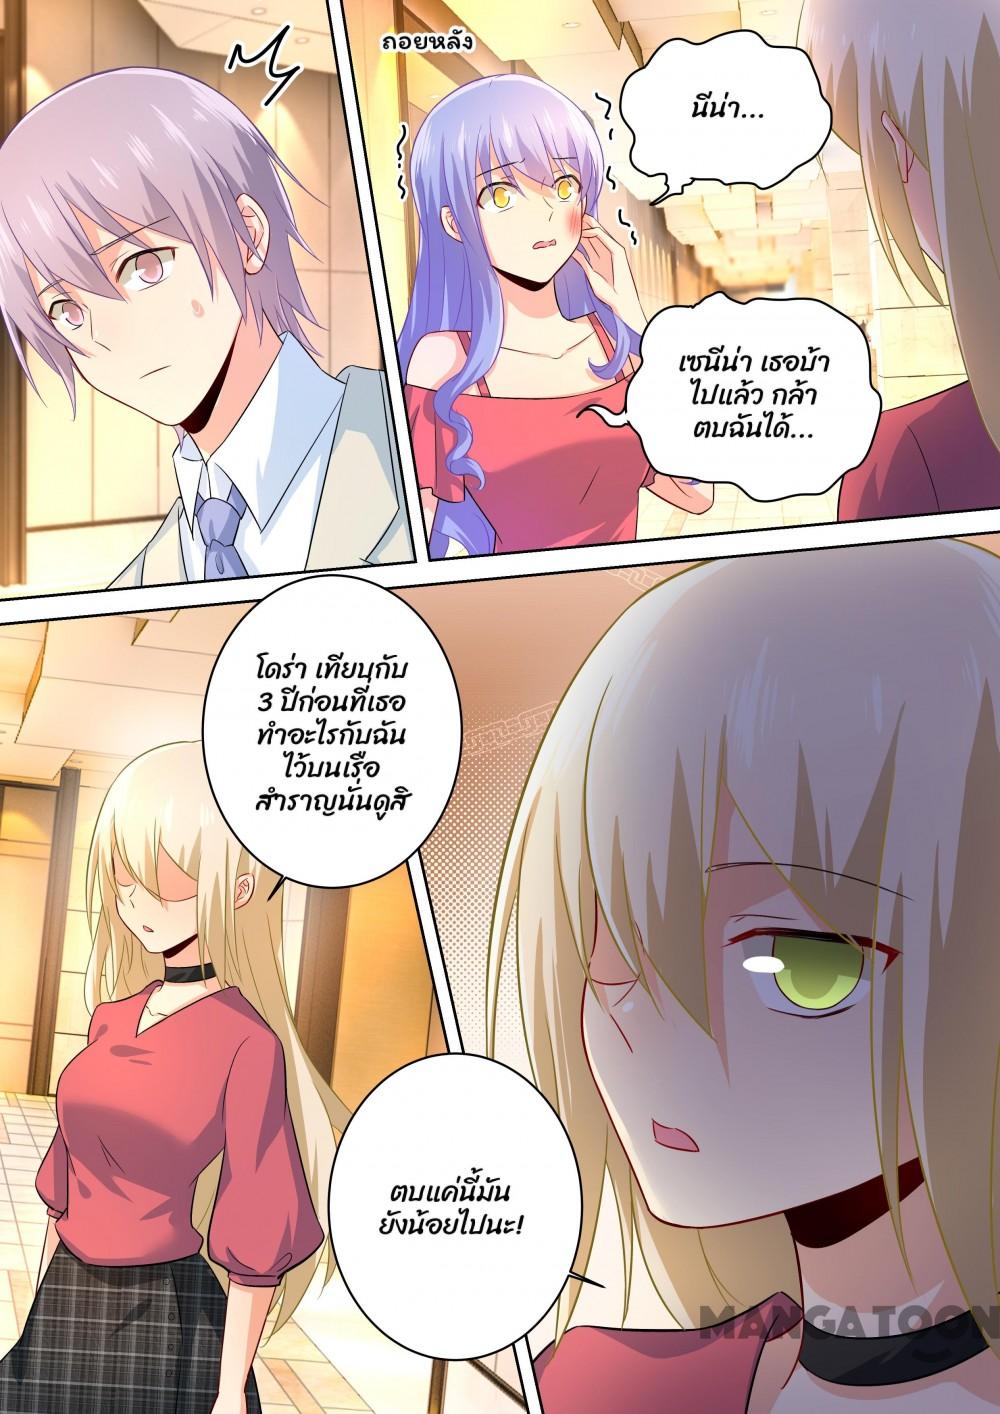 ถอยหลัง
นีน่า...
เซนีน่า เธอบ้า
ไปแล้ว กล้า
ตบฉันได้...
โดร่า เทียบกับ
3 ปีก่อนที่เธอ
ทำอะไรกับฉัน
ไว้บนเรือ
สำราญนั่นดูสิ
ตบแค่นี้มัน
ยังน้อยไปนะ!
MANGATOON